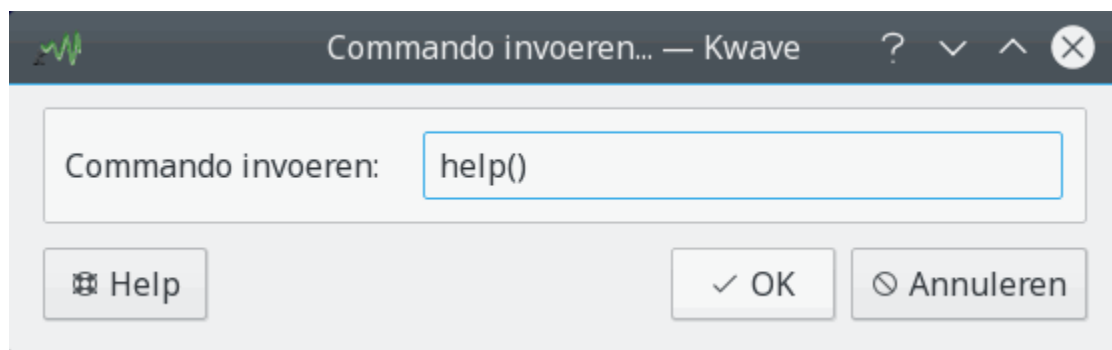 Commando invoeren... — Kwave
Commando invoeren: help()
Help OK Annuleren